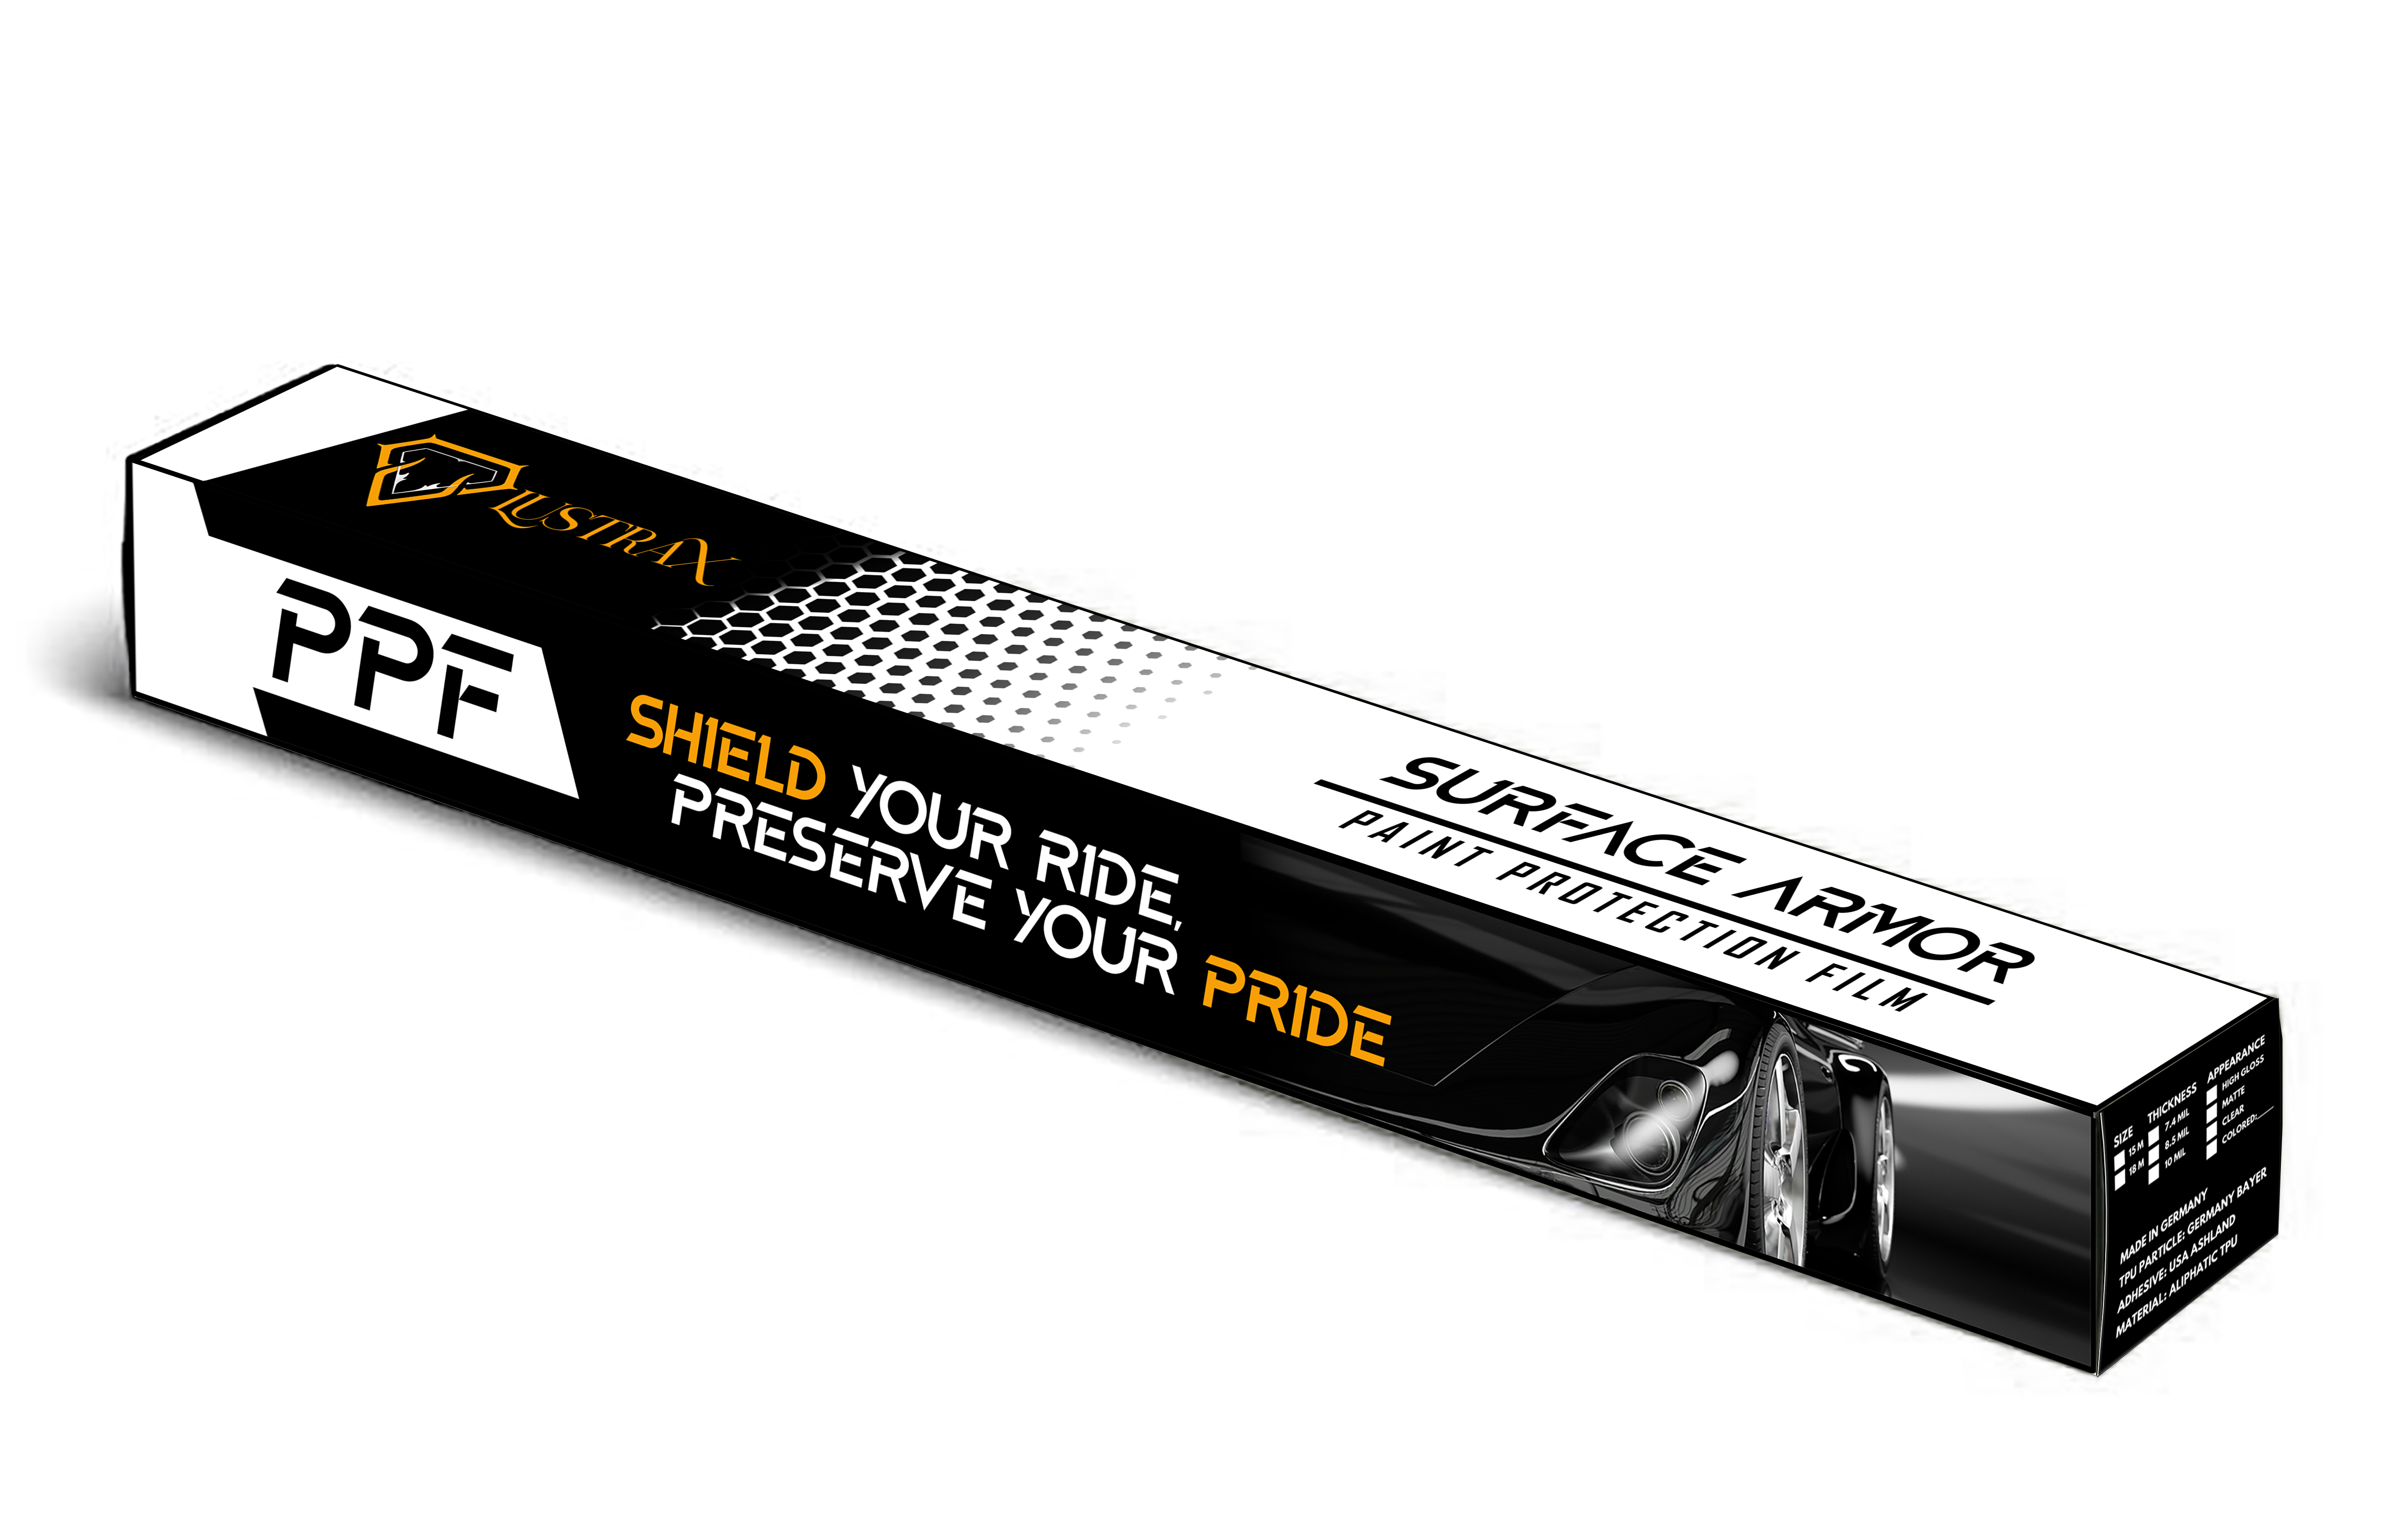 LUSTRAX
PPF
SHIELD YOUR RIDE,
PRESERVE YOUR PRIDE
SURFACE ARMOR
PAINT PROTECTION FILM
SIZE
15 M
18 M
THICKNESS
7.4 MIL
8.5 MIL
10 MIL
APPEARANCE
HIGH GLOSS
MATTE
CLEAR
COLORED:____
MADE IN GERMANY
TPU PARTICLE: GERMANY BAYER
ADHESIVE: USA ASHLAND
MATERIAL: ALIPHATIC TPU